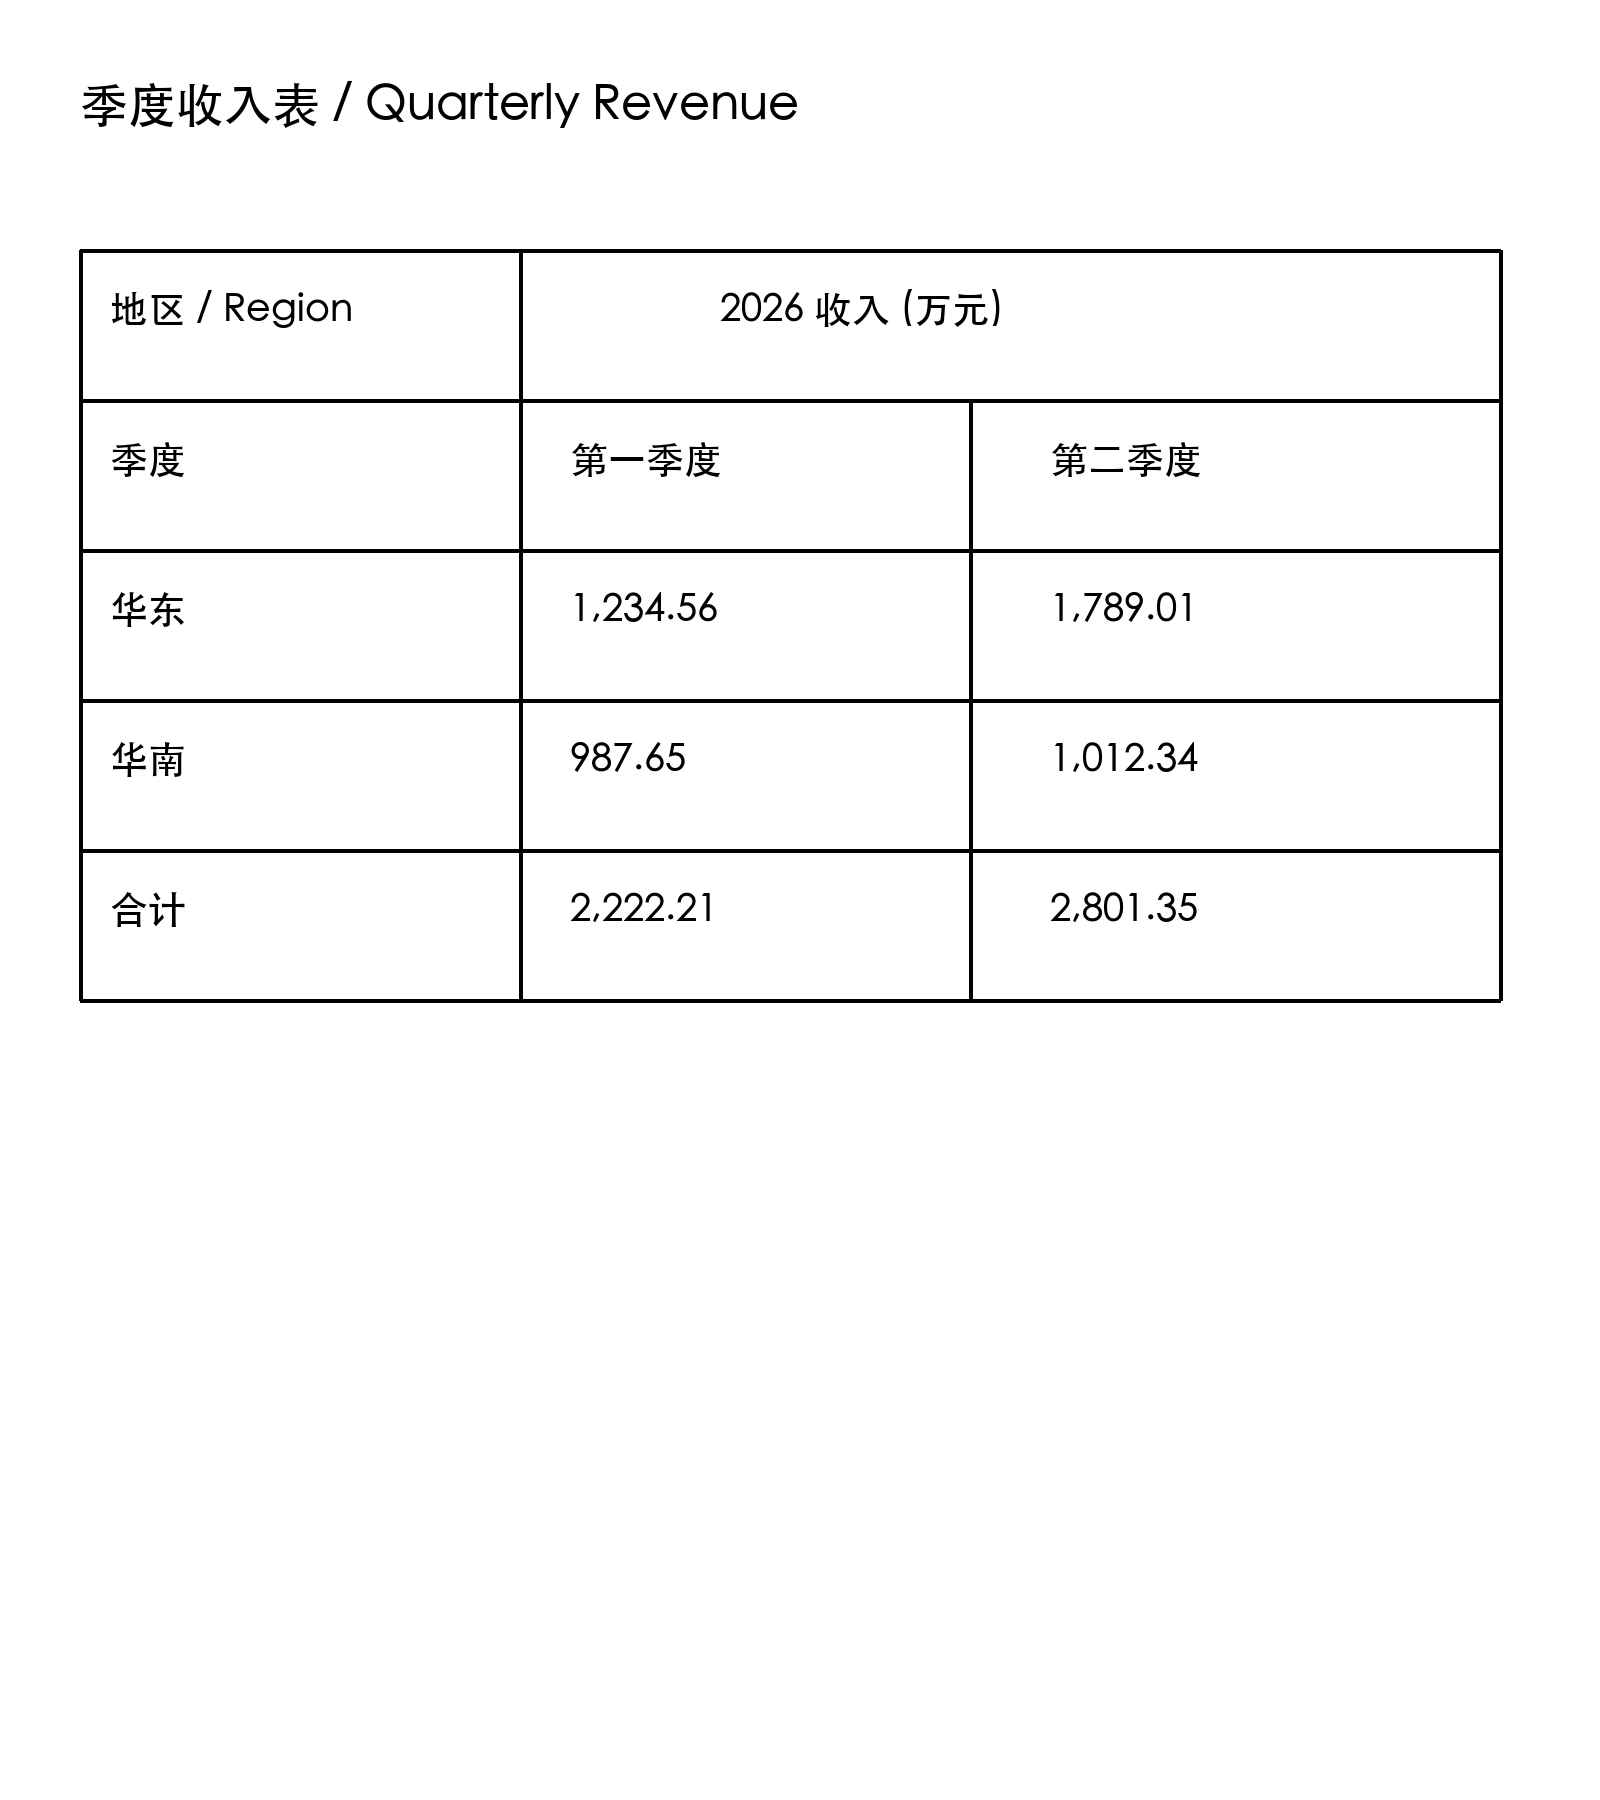 季度收入表 / Quarterly Revenue
地区 / Region 2026 收入 (万元)
季度 第一季度 第二季度
华东 1,234.56 1,789.01
华南 987.65 1,012.34
合计 2,222.21 2,801.35